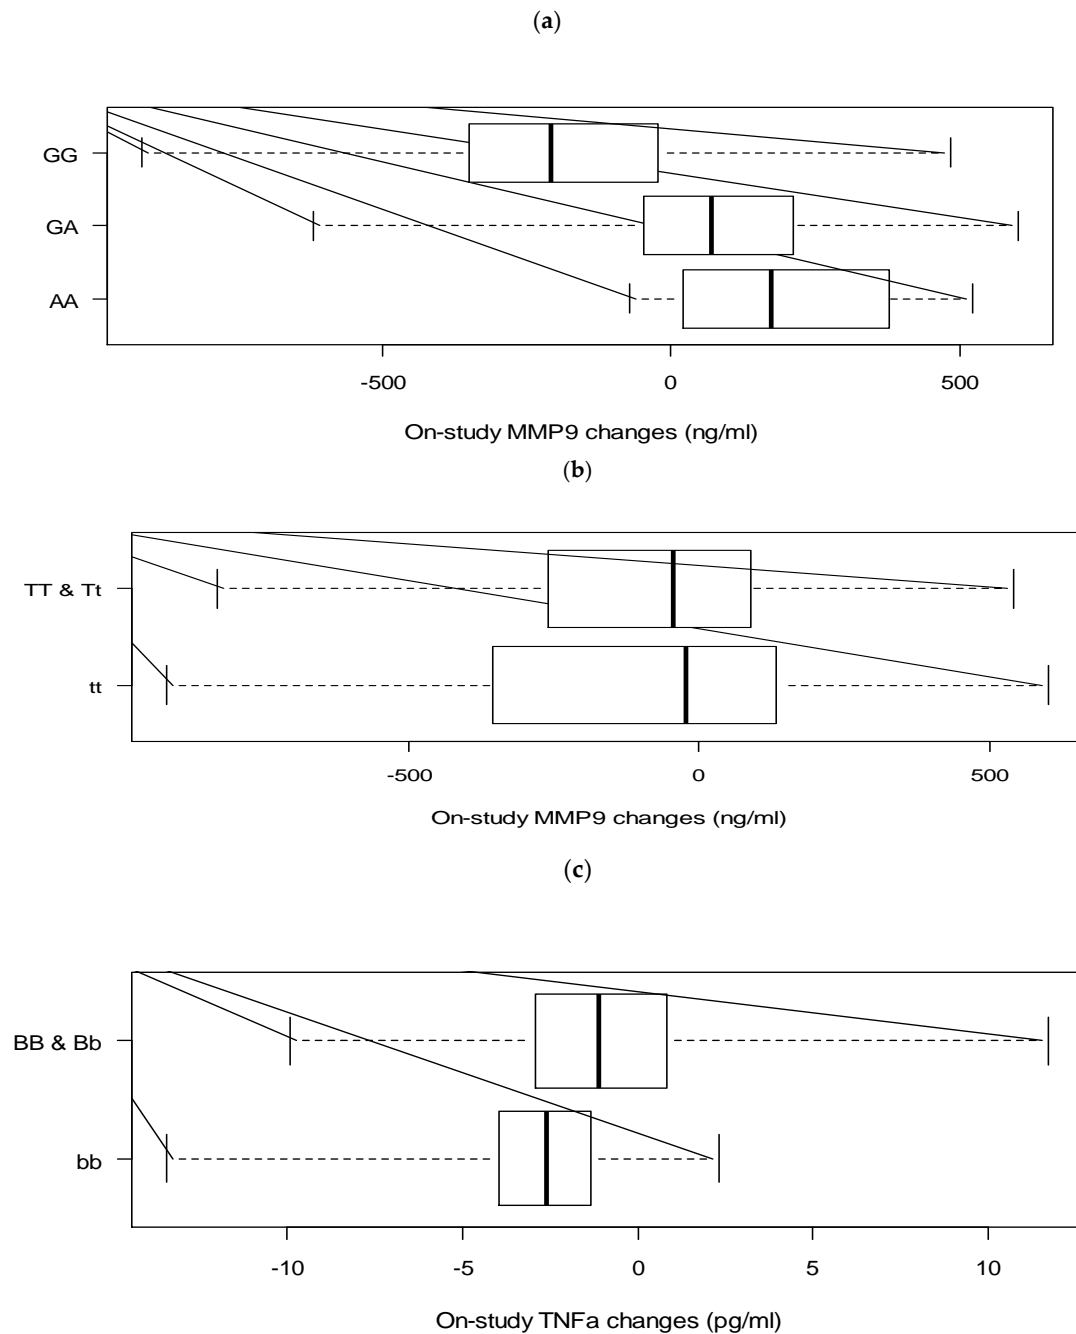 (a)
GG
GA
AA
-500 0 500
On-study MMP9 changes (ng/ml)
(b)
TT & Tt
tt
-500 0 500
On-study MMP9 changes (ng/ml)
(c)
BB & Bb
bb
-10 -5 0 5 10
On-study TNFa changes (pg/ml)